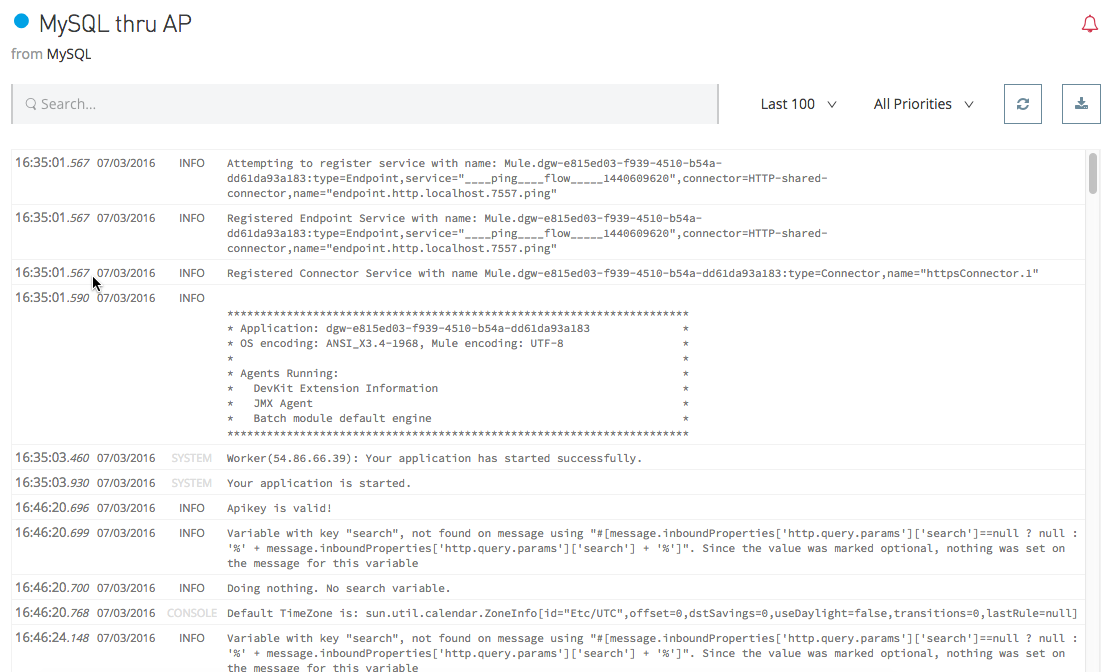 MySQL thru AP
from MySQL
Search...
Last 100
All Priorities
16:35:01.567 07/03/2016 INFO Attempting to register service with name: Mule.dgw-e815ed03-f939-4510-b54a-
dd61da93a183:type=Endpoint,service="____ping____flow_____1440609620",connector=HTTP-shared-
connector,name="endpoint.http.localhost.7557.ping"
16:35:01.567 07/03/2016 INFO Registered Endpoint Service with name: Mule.dgw-e815ed03-f939-4510-b54a-
dd61da93a183:type=Endpoint,service="____ping____flow_____1440609620",connector=HTTP-shared-
connector,name="endpoint.http.localhost.7557.ping"
16:35:01.567 07/03/2016 INFO Registered Connector Service with name Mule.dgw-e815ed03-f939-4510-b54a-dd61da93a183:type=Connector,name="httpsConnector.1"
16:35:01.590 07/03/2016 INFO
**********************************************************************
* Application: dgw-e815ed03-f939-4510-b54a-dd61da93a183              *
* OS encoding: ANSI_X3.4-1968, Mule encoding: UTF-8                  *
*                                                                    *
* Agents Running:                                                    *
*   DevKit Extension Information                                     *
*   JMX Agent                                                        *
*   Batch module default engine                                      *
**********************************************************************
16:35:03.460 07/03/2016 SYSTEM Worker(54.86.66.39): Your application has started successfully.
16:35:03.930 07/03/2016 SYSTEM Your application is started.
16:46:20.696 07/03/2016 INFO Apikey is valid!
16:46:20.699 07/03/2016 INFO Variable with key "search", not found on message using "#[message.inboundProperties['http.query.params']['search']==null ? null :
'%' + message.inboundProperties['http.query.params']['search'] + '%']". Since the value was marked optional, nothing was set on
the message for this variable
16:46:20.700 07/03/2016 INFO Doing nothing. No search variable.
16:46:20.768 07/03/2016 CONSOLE Default TimeZone is: sun.util.calendar.ZoneInfo[id="Etc/UTC",offset=0,dstSavings=0,useDaylight=false,transitions=0,lastRule=null]
16:46:24.148 07/03/2016 INFO Variable with key "search", not found on message using "#[message.inboundProperties['http.query.params']['search']==null ? null :
'%' + message.inboundProperties['http.query.params']['search'] + '%']". Since the value was marked optional, nothing was set on
the message for this variable